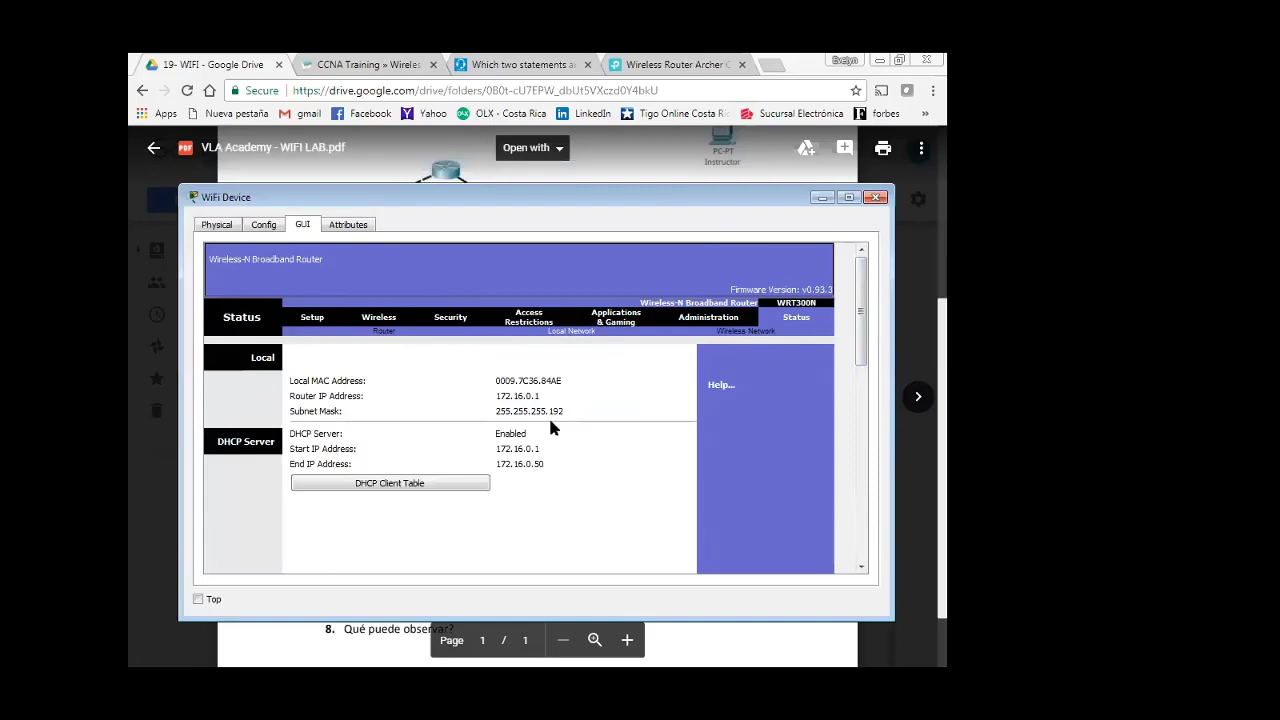 19- WIFI - Google Drive
CCNA Training » Wireles
Which two statements a
Wireless Router Archer C
Evelyn
Secure
https://drive.google.com/drive/folders/0B0t-cU7EPW_dbUt5VXczd0Y4bkU
Apps
Nueva pestaña
gmail
Facebook
Yahoo
OLX - Costa Rica
LinkedIn
Tigo Online Costa Ric
Sucursal Electrónica
forbes
»
PDF
VLA Academy - WIFI LAB.pdf
Open with
PC-PT
Instructor
WiFi Device
Physical
Config
GUI
Attributes
Wireless-N Broadband Router
Firmware Version: v0.93.3
Wireless-N Broadband Router
WRT300N
Status
Setup
Wireless
Security
Access
Restrictions
Applications
& Gaming
Administration
Status
Router
Local Network
Wireless Network
Local
Local MAC Address: 0009.7C36.84AE
Router IP Address: 172.16.0.1
Subnet Mask: 255.255.255.192
Help...
DHCP Server
DHCP Server: Enabled
Start IP Address: 172.16.0.1
End IP Address: 172.16.0.50
DHCP Client Table
Top
8. Qué puede observar?
Page 1 / 1